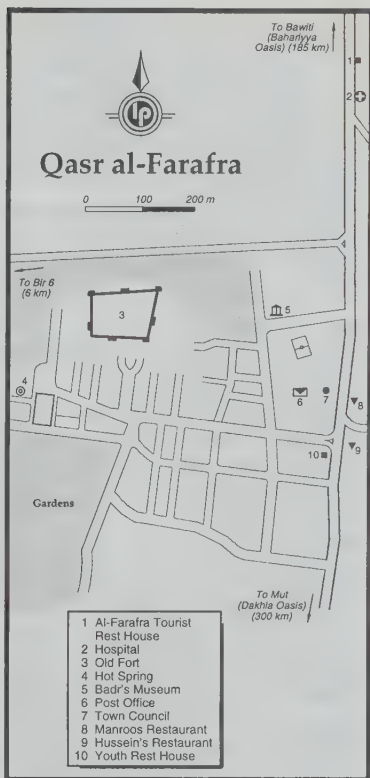 To Bawiti
(Bahariyya
Oasis) (185 km)
1
2
lp
Qasr al-Farafra
0 100 200 m
To Bir 6
(6 km)
3
5
4
6
7
8
10
9
Gardens
To Mut
(Dakhla Oasis)
(300 km)
1 Al-Farafra Tourist
Rest House
2 Hospital
3 Old Fort
4 Hot Spring
5 Badr's Museum
6 Post Office
7 Town Council
8 Manroos Restaurant
9 Hussein's Restaurant
10 Youth Rest House